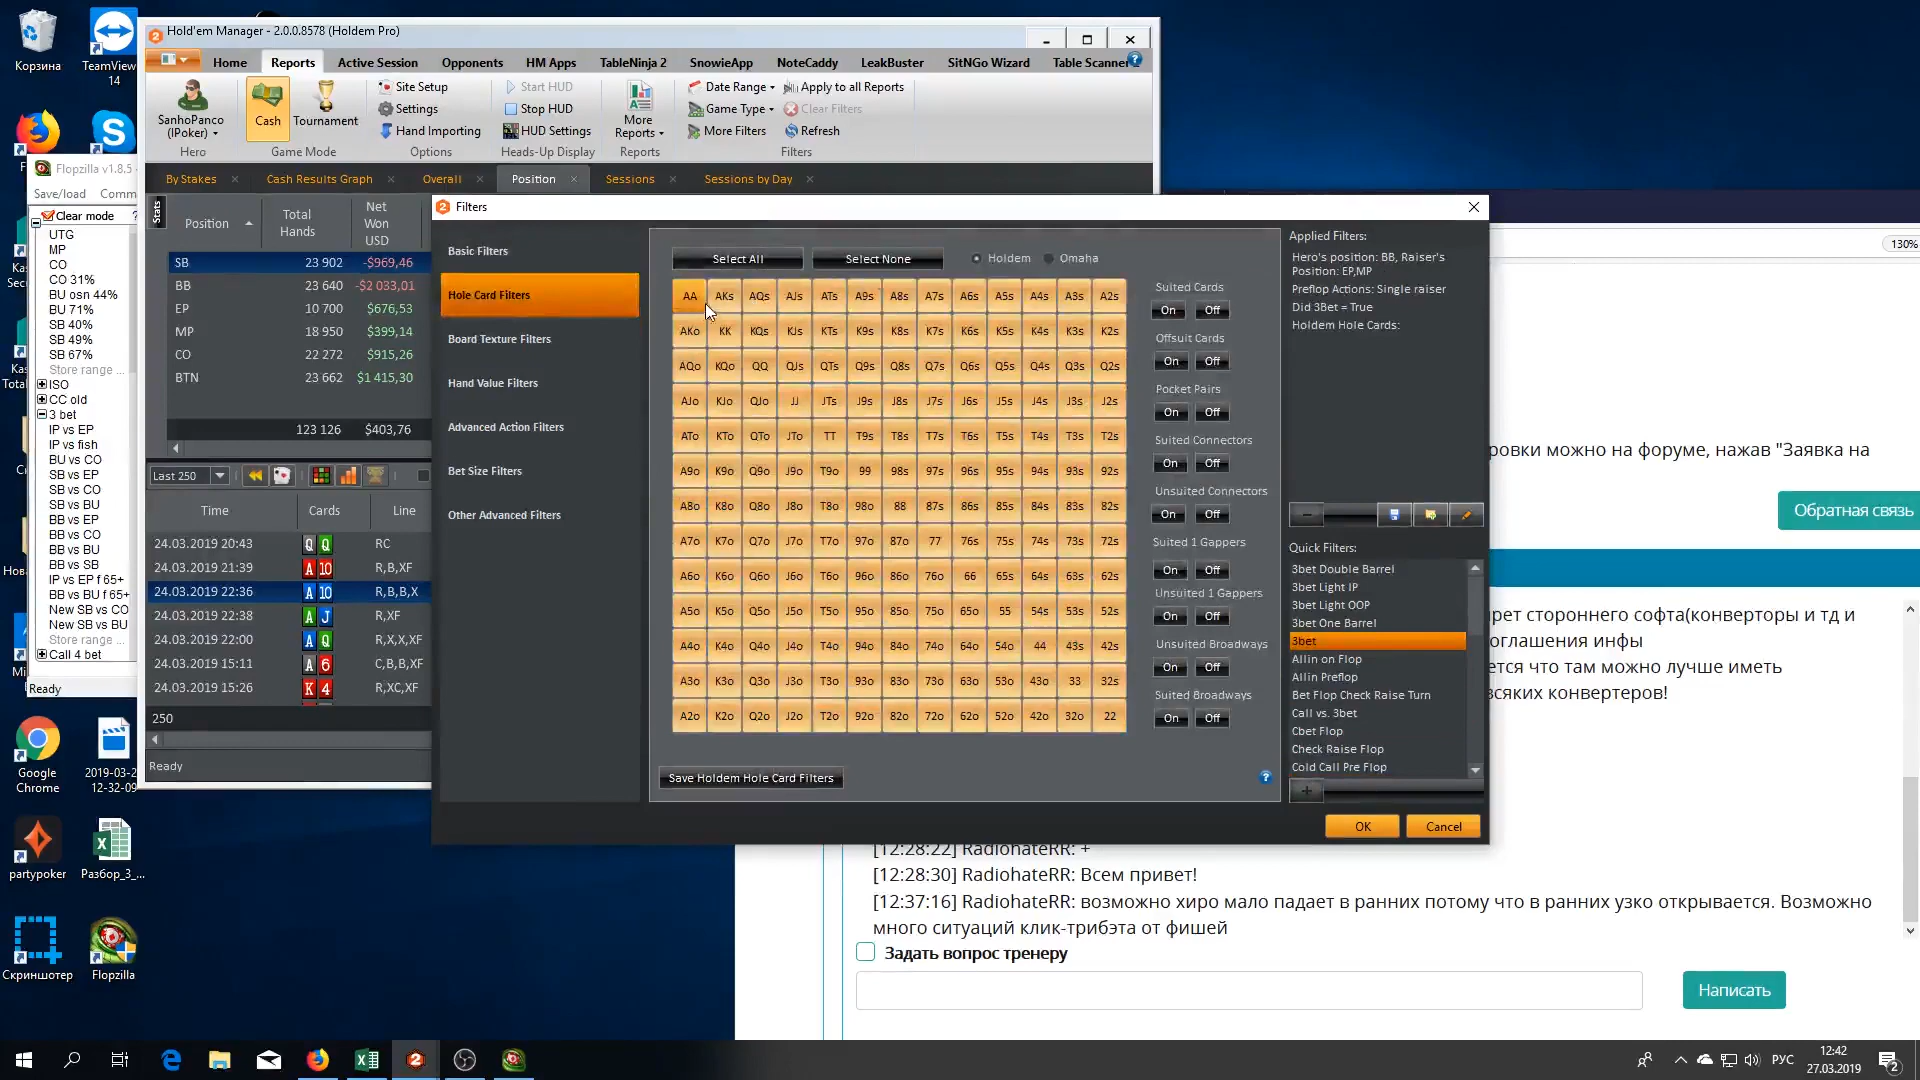 Корзина
TeamView...
14
Hold'em Manager - 2.0.0.8578 (Holdem Pro)
Home
Reports
Active Session
Opponents
HM Apps
TableNinja 2
SnowieApp
NoteCaddy
LeakBuster
SitNGo Wizard
Table Scanner
SanhoPanco
(IPoker)
Hero
Cash
Tournament
Game Mode
Site Setup
Settings
Hand Importing
Options
Start HUD
Stop HUD
HUD Settings
Heads-Up Display
More
Reports
Reports
Date Range
Game Type
More Filters
Apply to all Reports
Clear Filters
Refresh
Filters
By Stakes
Cash Results Graph
Overall
Position
Sessions
Sessions by Day
Flopzilla v1.8.5 -
Save/load Comm
Clear mode ?
UTG
MP
CO
CO 31%
BU osn 44%
BU 71%
SB 40%
SB 49%
SB 67%
Store range ...
ISO
CC old
3 bet
IP vs EP
IP vs fish
BU vs CO
SB vs EP
SB vs CO
SB vs BU
BB vs EP
BB vs CO
BB vs BU
BB vs SB
IP vs EP f 65+
BB vs BU f 65+
New SB vs CO
New SB vs BU
Store range ...
Call 4 bet
Ready
Stats
Position Total Hands Net Won USD
SB 23 902 -$969,46
BB 23 640 -$2 033,01
EP 10 700 $676,53
MP 18 950 $399,14
CO 22 272 $915,26
BTN 23 662 $1 415,30
123 126 $403,76
Last 250
Time Cards Line
24.03.2019 20:43 Q Q RC
24.03.2019 21:39 A 10 R,B,XF
24.03.2019 22:36 A 10 R,B,B,X
24.03.2019 22:38 A J R,XF
24.03.2019 22:00 A Q R,X,X,XF
24.03.2019 15:11 A 6 C,B,B,XF
24.03.2019 15:26 K 4 R,XC,XF
250
Ready
Filters
Basic Filters
Hole Card Filters
Board Texture Filters
Hand Value Filters
Advanced Action Filters
Bet Size Filters
Other Advanced Filters
Select All
Select None
Holdem
Omaha
AA AKs AQs AJs ATs A9s A8s A7s A6s A5s A4s A3s A2s
AKo KK KQs KJs KTs K9s K8s K7s K6s K5s K4s K3s K2s
AQo KQo QQ QJs QTs Q9s Q8s Q7s Q6s Q5s Q4s Q3s Q2s
AJo KJo QJo JJ JTs J9s J8s J7s J6s J5s J4s J3s J2s
ATo KTo QTo JTo TT T9s T8s T7s T6s T5s T4s T3s T2s
A9o K9o Q9o J9o T9o 99 98s 97s 96s 95s 94s 93s 92s
A8o K8o Q8o J8o T8o 98o 88 87s 86s 85s 84s 83s 82s
A7o K7o Q7o J7o T7o 97o 87o 77 76s 75s 74s 73s 72s
A6o K6o Q6o J6o T6o 96o 86o 76o 66 65s 64s 63s 62s
A5o K5o Q5o J5o T5o 95o 85o 75o 65o 55 54s 53s 52s
A4o K4o Q4o J4o T4o 94o 84o 74o 64o 54o 44 43s 42s
A3o K3o Q3o J3o T3o 93o 83o 73o 63o 53o 43o 33 32s
A2o K2o Q2o J2o T2o 92o 82o 72o 62o 52o 42o 32o 22
Suited Cards
On Off
Offsuit Cards
On Off
Pocket Pairs
On Off
Suited Connectors
On Off
Unsuited Connectors
On Off
Suited 1 Gappers
On Off
Unsuited 1 Gappers
On Off
Unsuited Broadways
On Off
Suited Broadways
On Off
Save Holdem Hole Card Filters
Applied Filters:
Hero's position: BB, Raiser's
Position: EP,MP
Preflop Actions: Single raiser
Did 3Bet = True
Holdem Hole Cards:
Quick Filters:
3bet Double Barrel
3bet Light IP
3bet Light OOP
3bet One Barrel
3bet
Allin on Flop
Allin Preflop
Bet Flop Check Raise Turn
Call vs. 3bet
Cbet Flop
Check Raise Flop
Cold Call Pre Flop
OK
Cancel
130%
ровки можно на форуме, нажав "Заявка на
Обратная связь
рет стороннего софта(конверторы и тд и
оглашения инфы
ется что там можно лучше иметь
всяких конвертеров!
[12:28:22] RadiohateRR: +
[12:28:30] RadiohateRR: Всем привет!
[12:37:16] RadiohateRR: возможно хиро мало падает в ранних потому что в ранних узко открывается. Возможно
много ситуаций клик-трибэта от фишей
Задать вопрос тренеру
Написать
Google
Chrome
2019-03-2
12-32-09
partypoker
Разбор_3_...
Скриншотер
Flopzilla
РУС
12:42
27.03.2019
2